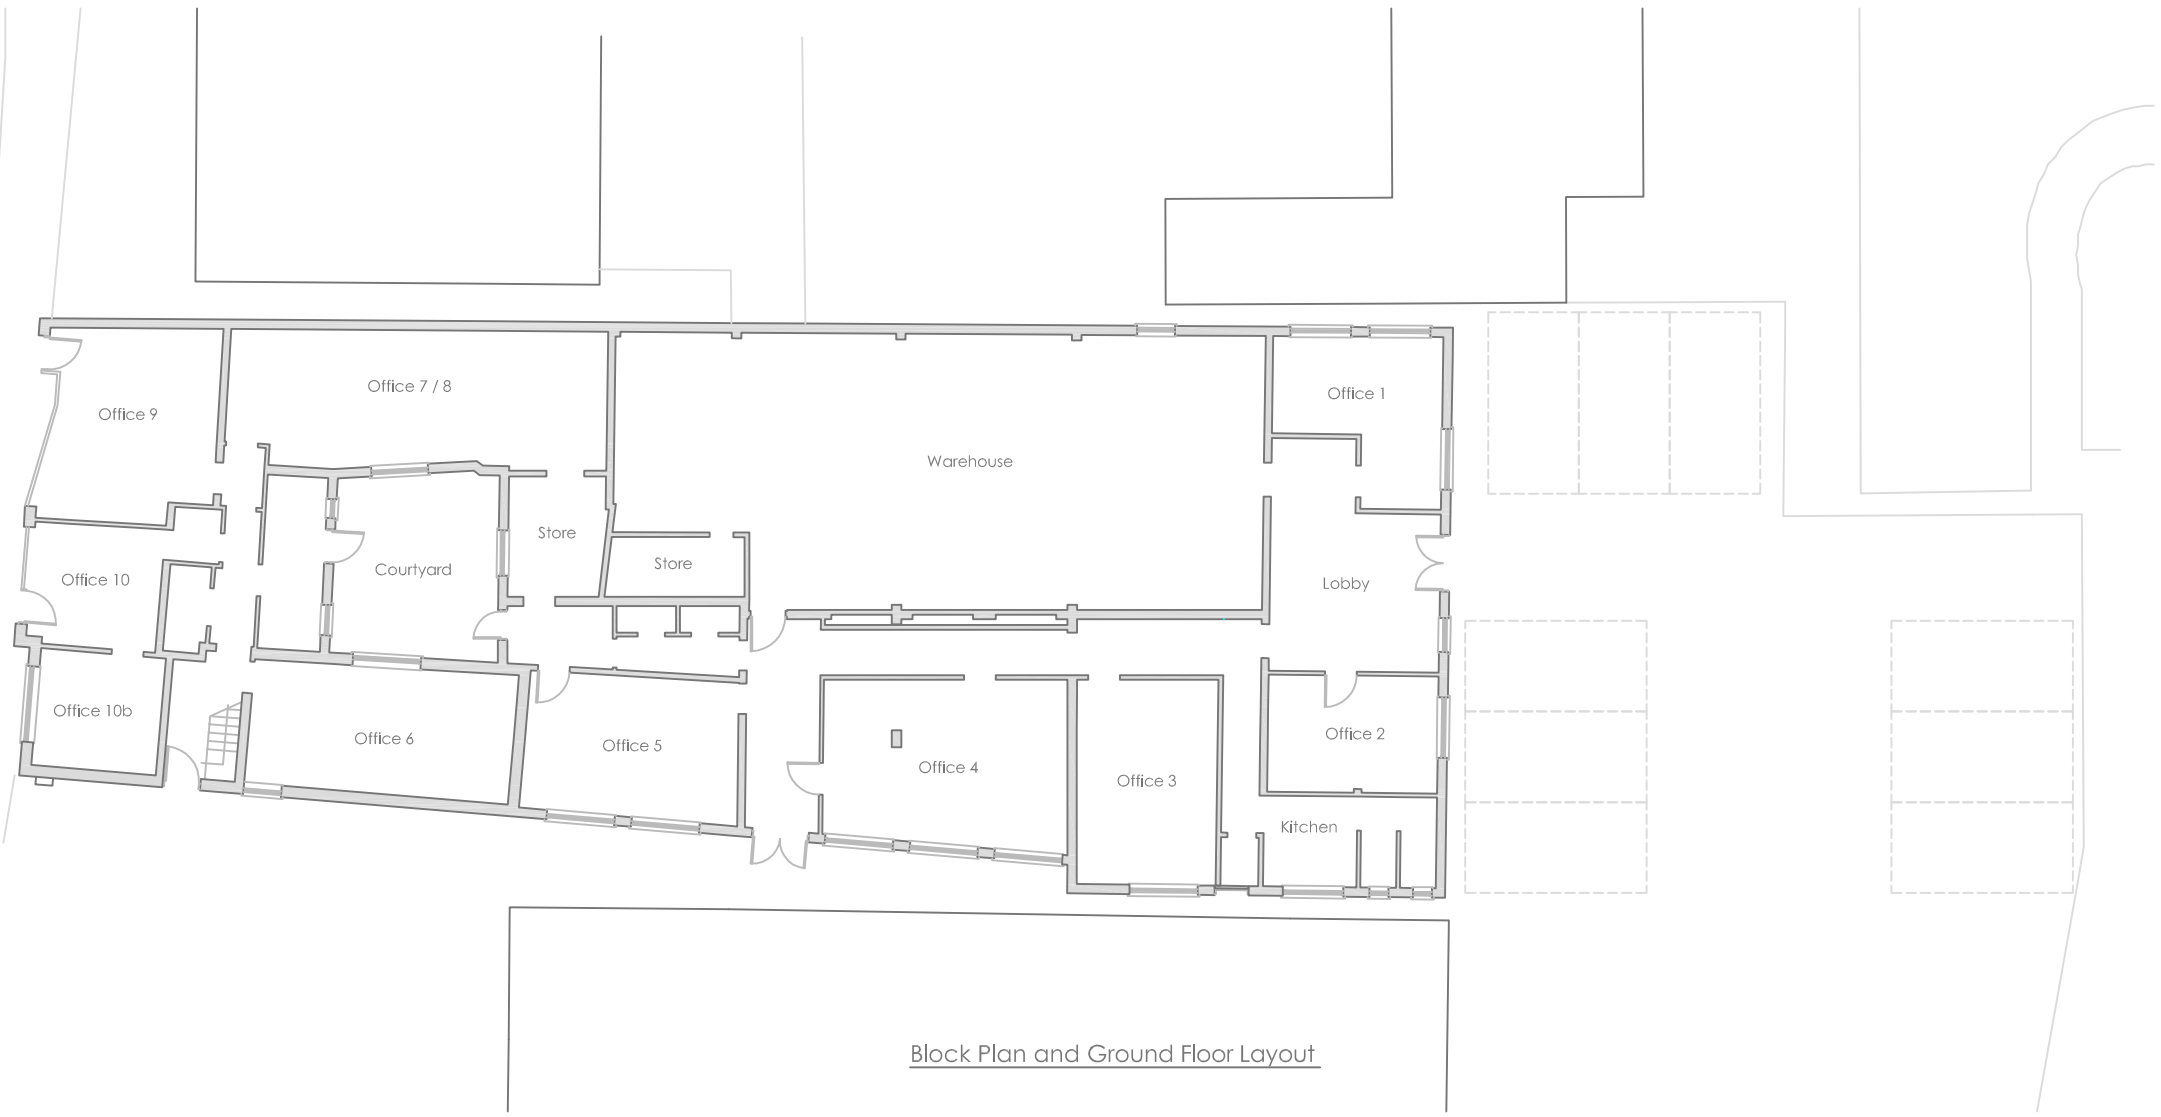 Office 7 / 8
Office 1
Office 9
Warehouse
Store
Store
Courtyard
Office 10
Lobby
Office 10b
Office 6
Office 5
Office 2
Office 4
Office 3
Kitchen
Block Plan and Ground Floor Layout